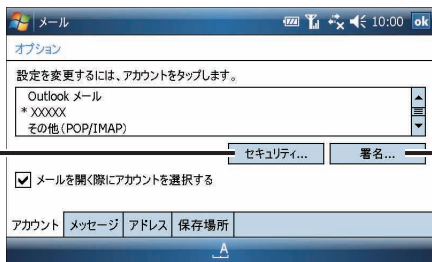 メール 10:00 ok
オプション
設定を変更するには、アカウントをタップします。
Outlook メール
* XXXXX
その他(POP/IMAP)
セキュリティ... 署名...
メールを開く際にアカウントを選択する
アカウント メッセージ アドレス 保存場所
A